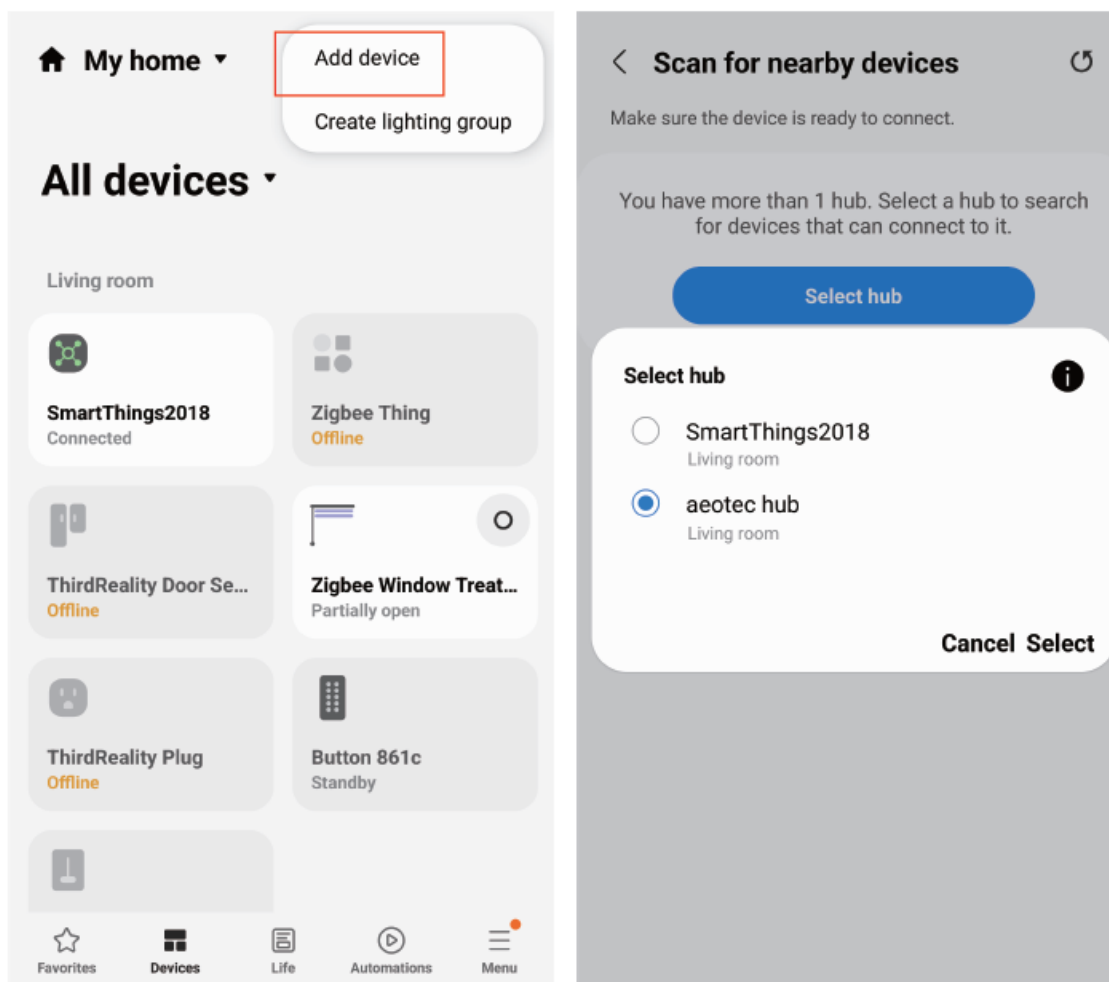 My home
Add device
Create lighting group
All devices
Living room
SmartThings2018
Connected
Zigbee Thing
Offline
ThirdReality Door Se...
Offline
Zigbee Window Treat...
Partially open
ThirdReality Plug
Offline
Button 861c
Standby
Favorites
Devices
Life
Automations
Menu
Scan for nearby devices
Make sure the device is ready to connect.
You have more than 1 hub. Select a hub to search
for devices that can connect to it.
Select hub
Select hub
SmartThings2018
Living room
aeotec hub
Living room
Cancel Select